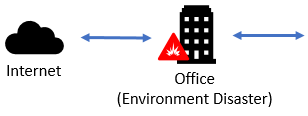 Internet
Office
(Environment Disaster)